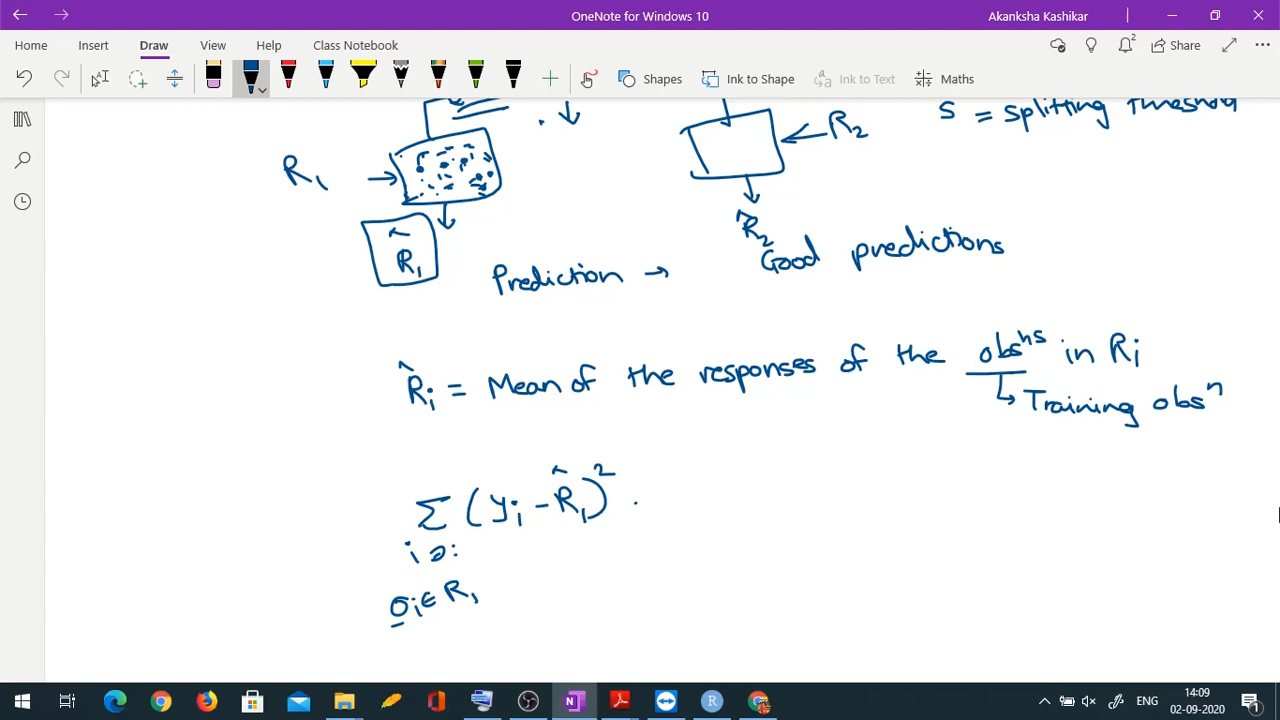 OneNote for Windows 10
Akanksha Kashikar
Home Insert Draw View Help Class Notebook
Share
Shapes Ink to Shape Ink to Text Maths
S = splitting threshold
R1
R2
R̂1
R̂2
Prediction → Good predictions
R̂i = Mean of the responses of the obsⁿˢ in Ri
↳ Training obsⁿ
Σ (yi - R̂1)²
i ∋:
oi ∈ R1
ENG
14:09
02-09-2020